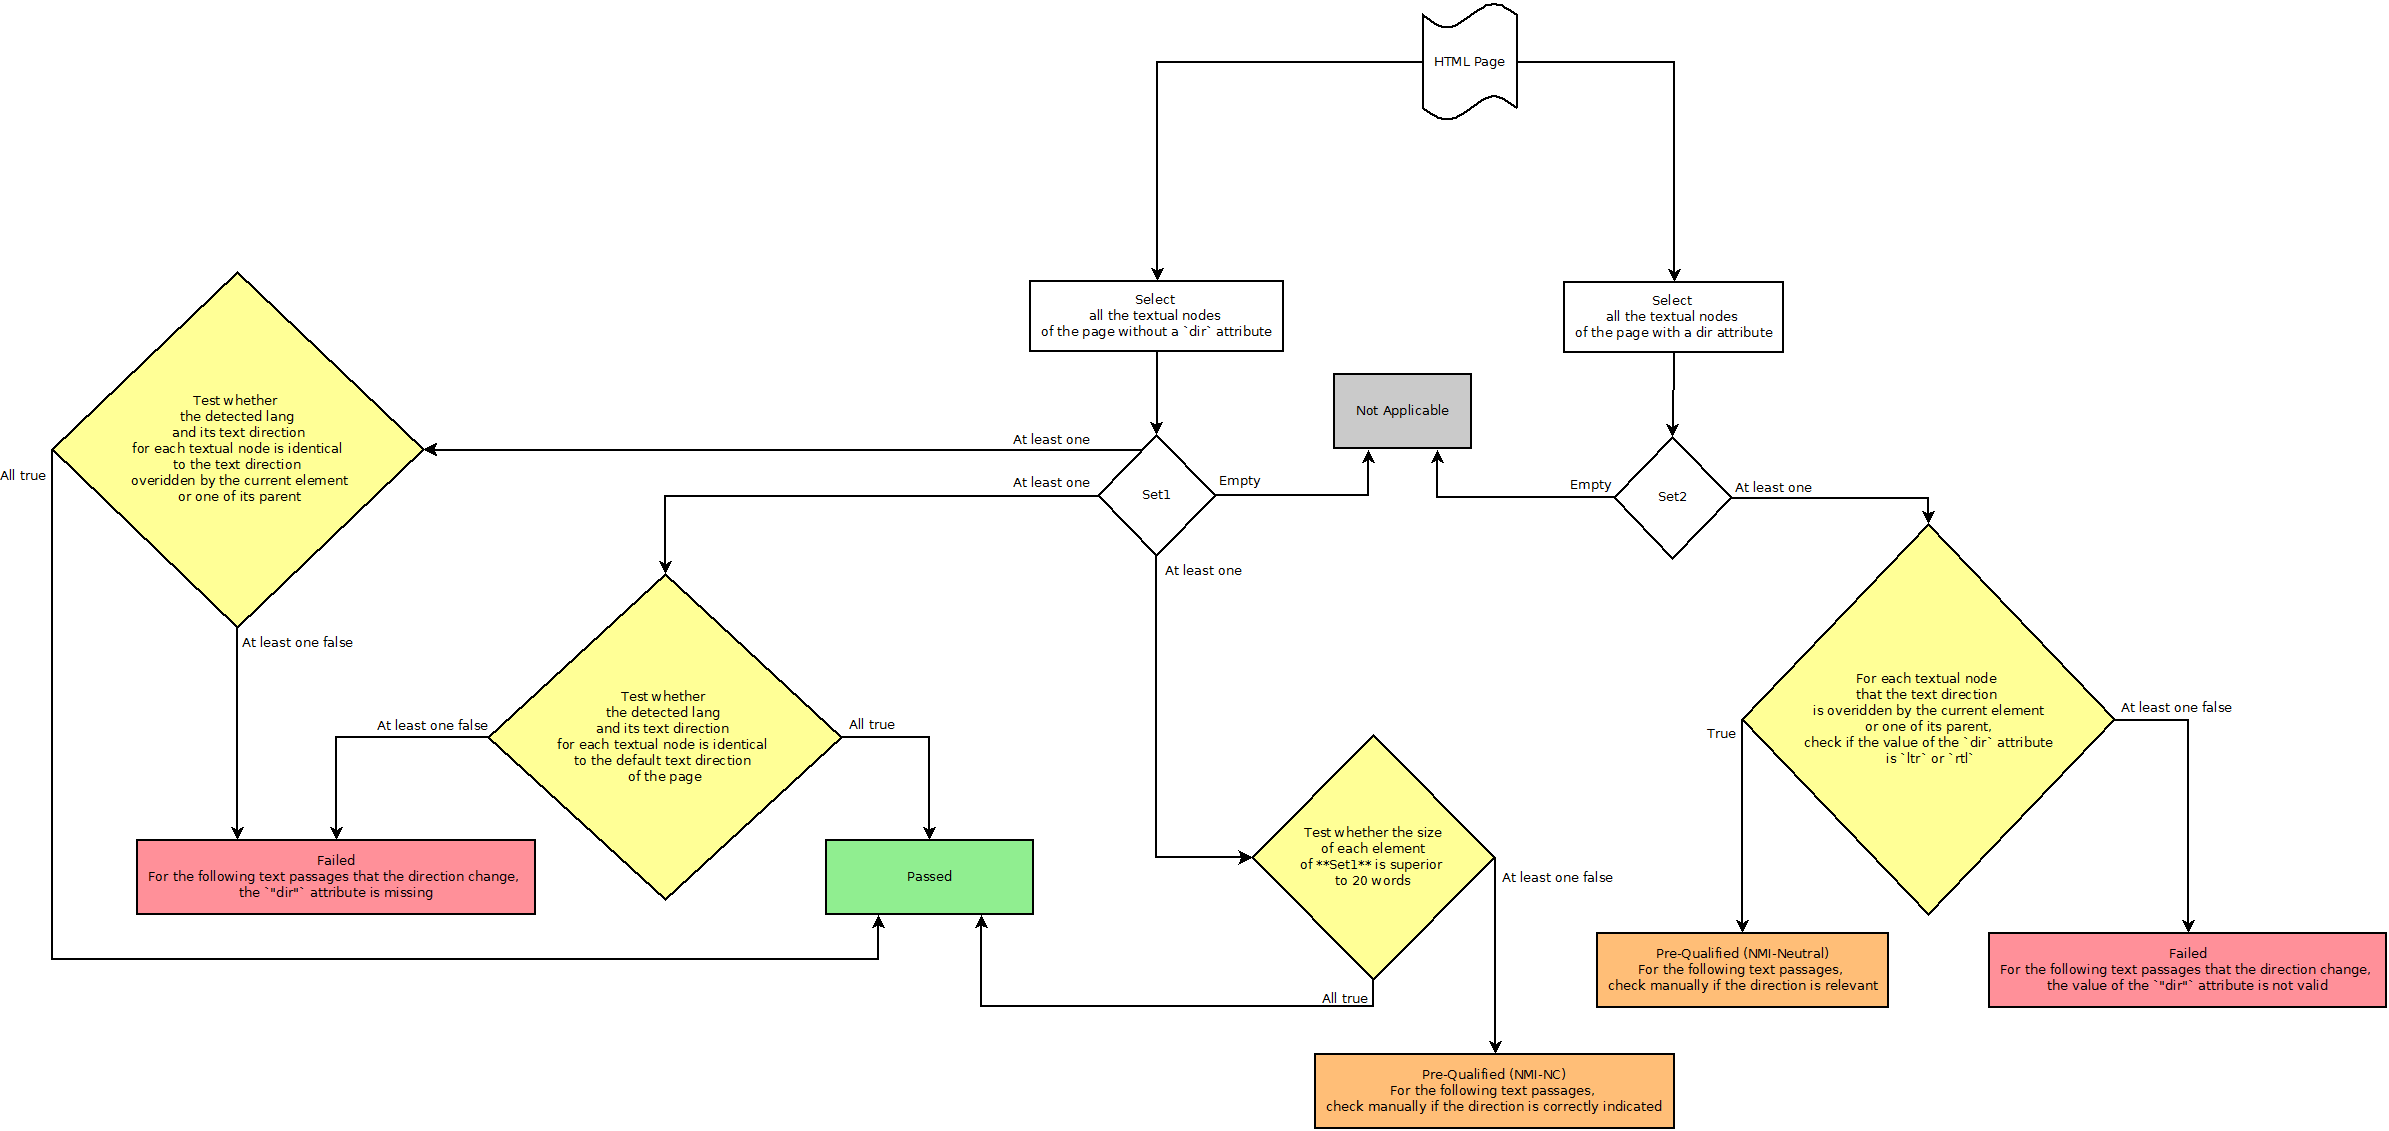 HTML Page
Select
all the textual nodes
of the page without a `dir` attribute
Select
all the textual nodes
of the page with a dir attribute
Not Applicable
Test whether
the detected lang
and its text direction
for each textual node is identical
to the text direction
overidden by the current element
or one of its parent
At least one
At least one
Empty
Set1
At least one
Empty
Set2
At least one
All true
At least one false
Test whether
the detected lang
and its text direction
for each textual node is identical
to the default text direction
of the page
At least one false
All true
For each textual node
that the text direction
is overidden by the current element
or one of its parent,
check if the value of the `dir` attribute
is `ltr` or `rtl`
True
At least one false
Test whether the size
of each element
of **Set1** is superior
to 20 words
At least one false
All true
Failed
For the following text passages that the direction change,
the `"dir"` attribute is missing
Passed
Pre-Qualified (NMI-Neutral)
For the following text passages,
check manually if the direction is relevant
Failed
For the following text passages that the direction change,
the value of the `"dir"` attribute is not valid
Pre-Qualified (NMI-NC)
For the following text passages,
check manually if the direction is correctly indicated